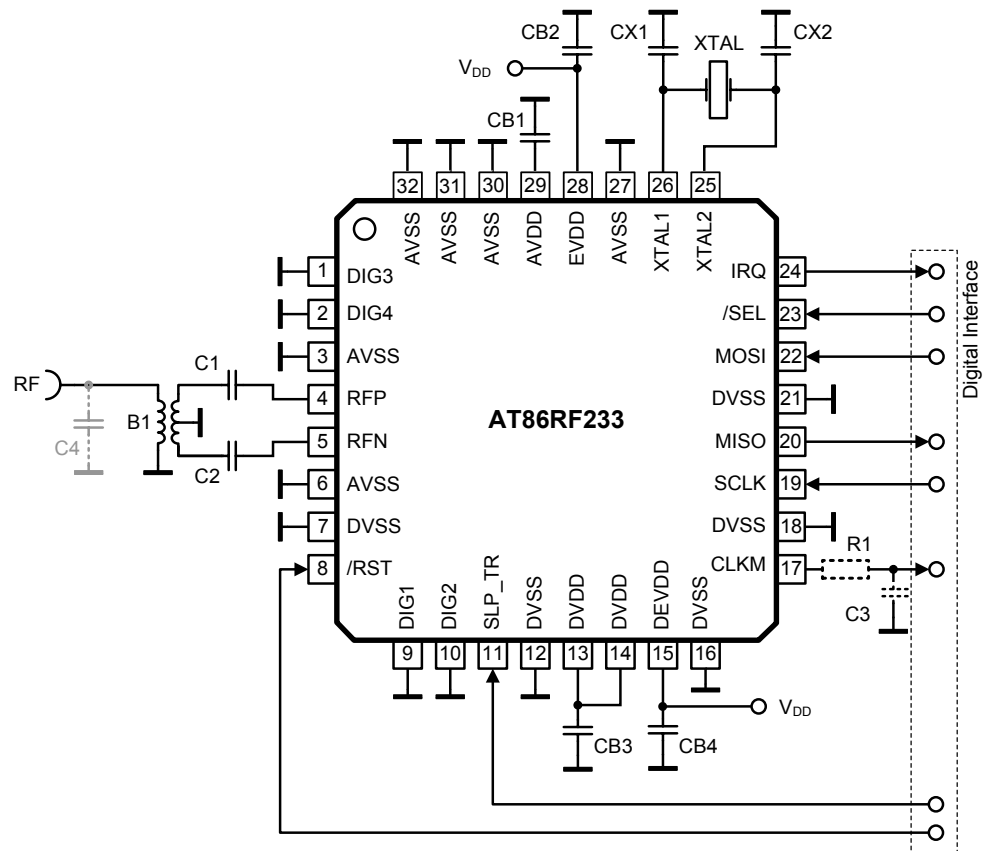 CB2 CX1 XTAL CX2
VDD
CB1
32 31 30 29 28 27 26 25
AVSS AVSS AVSS AVDD EVDD AVSS XTAL1 XTAL2
1 DIG3 IRQ 24
2 DIG4 /SEL 23
3 AVSS MOSI 22
C1
RF 4 RFP DVSS 21
B1 AT86RF233
C4
5 RFN MISO 20
C2
6 AVSS SCLK 19
7 DVSS DVSS 18
R1
8 /RST CLKM 17
C3
DIG1 DIG2 SLP_TR DVSS DVDD DVDD DEVDD DVSS
9 10 11 12 13 14 15 16
VDD
CB3 CB4
Digital Interface